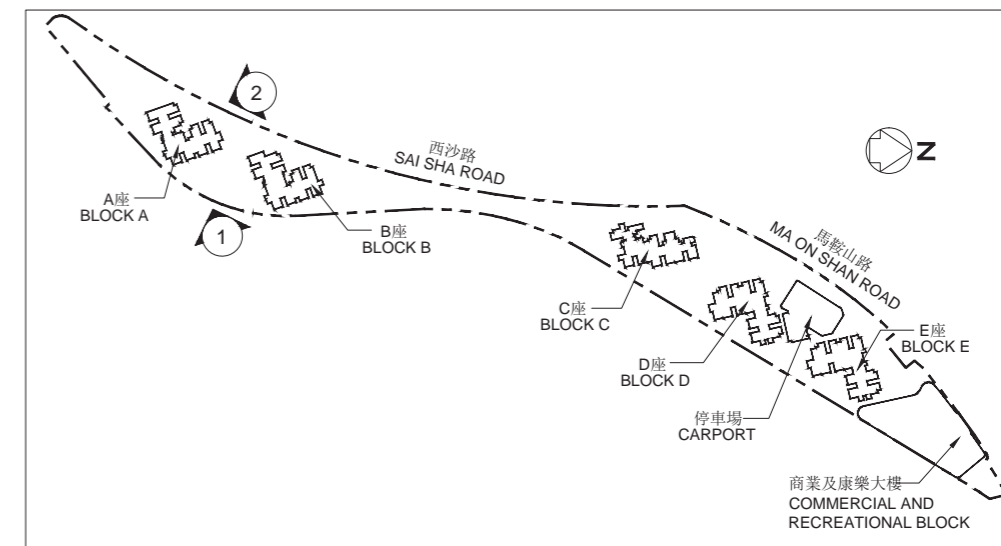 2
西沙路
SAI SHA ROAD
N
A座
BLOCK A
1
B座
BLOCK B
馬鞍山路
MA ON SHAN ROAD
C座
BLOCK C
E座
BLOCK E
D座
BLOCK D
停車場
CARPORT
商業及康樂大樓
COMMERCIAL AND
RECREATIONAL BLOCK